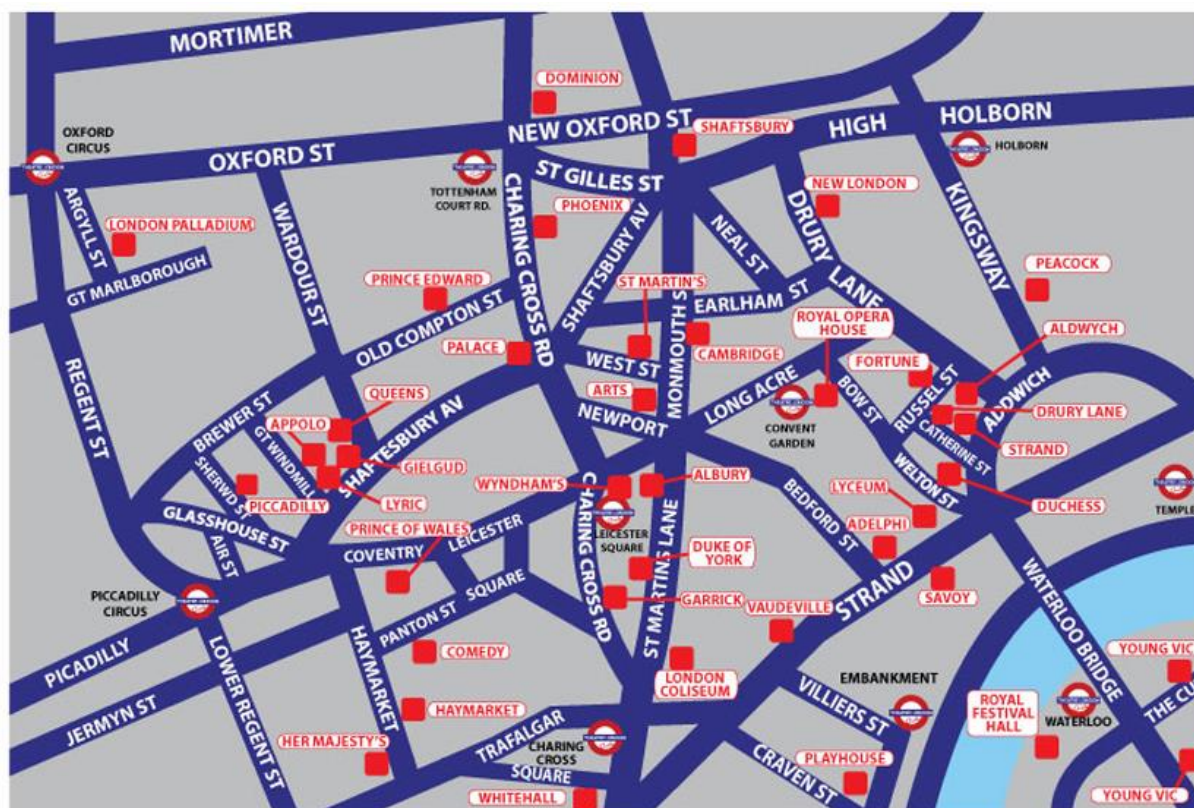 MORTIMER
DOMINION
NEW OXFORD ST
SHAFTSBURY
HIGH
HOLBORN
OXFORD
CIRCUS
OXFORD ST
TOTTENHAM
COURT RD.
ST GILLES ST
HOLBORN
ARGYLL ST
LONDON PALLADIUM
GT MARLBOROUGH
WARDOUR ST
CHARING CROSS RD
PHOENIX
SHAFTSBURY AV
NEAL ST
DRURY
LANE
NEW LONDON
KINGSWAY
PEACOCK
PRINCE EDWARD
OLD COMPTON ST
ST MARTIN'S
EARLHAM ST
MONMOUTH ST
ROYAL OPERA
HOUSE
ALDWYCH
REGENT ST
PALACE
WEST ST
CAMBRIDGE
FORTUNE
QUEENS
ARTS
NEWPORT
LONG ACRE
CONVENT
GARDEN
BOW ST
RUSSEL ST
ADDWICH
DRURY LANE
BREWER ST
APPOLO
GT WINDMILL
SHAFTESBURY AV
GIELGUD
CATHERINE ST
STRAND
SHERWD ST
PICCADILLY
LYRIC
WYNDHAM'S
ALBURY
BEDFORD ST
LYCEUM
WELTON ST
DUCHESS
TEMPLE
GLASSHOUSE ST
PRINCE OF WALES
LEICESTER
CHARING CROSS RD
LEICESTER
SQUARE
ST MARTINS LANE
ADELPHI
AIR ST
COVENTRY
SQUARE
DUKE OF
YORK
STRAND
SAVOY
WATERLOO BRIDGE
PICCADILLY
CIRCUS
PANTON ST
GARRICK
VAUDEVILLE
PICADILLY
LOWER REGENT ST
HAYMARKET
COMEDY
LONDON
COLISEUM
VILLIERS ST
EMBANKMENT
YOUNG VIC
JERMYN ST
HAYMARKET
TRAFALGAR
SQUARE
CHARING
CROSS
ROYAL
FESTIVAL
HALL
WATERLOO
THE CU
HER MAJESTY'S
WHITEHALL
CRAVEN ST
PLAYHOUSE
YOUNG VIC